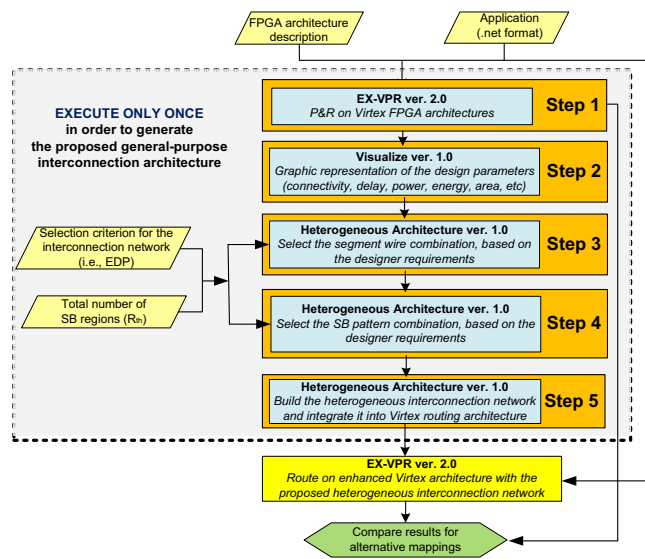 FPGA architecture
description
Application
(.net format)
EXECUTE ONLY ONCE
in order to generate
the proposed general-purpose
interconnection architecture
EX-VPR ver. 2.0
P&R on Virtex FPGA architectures
Step 1
Visualize ver. 1.0
Graphic representation of the design parameters
(connectivity, delay, power, energy, area, etc)
Step 2
Selection criterion for the
interconnection network
(i.e., EDP)
Heterogeneous Architecture ver. 1.0
Select the segment wire combination, based on
the designer requirements
Step 3
Total number of
SB regions (Rth)
Heterogeneous Architecture ver. 1.0
Select the SB pattern combination, based on the
designer requirements
Step 4
Heterogeneous Architecture ver. 1.0
Build the heterogeneous interconnection network
and integrate it into Virtex routing architecture
Step 5
EX-VPR ver. 2.0
Route on enhanced Virtex architecture with the
proposed heterogeneous interconnection network
Compare results for
alternative mappings